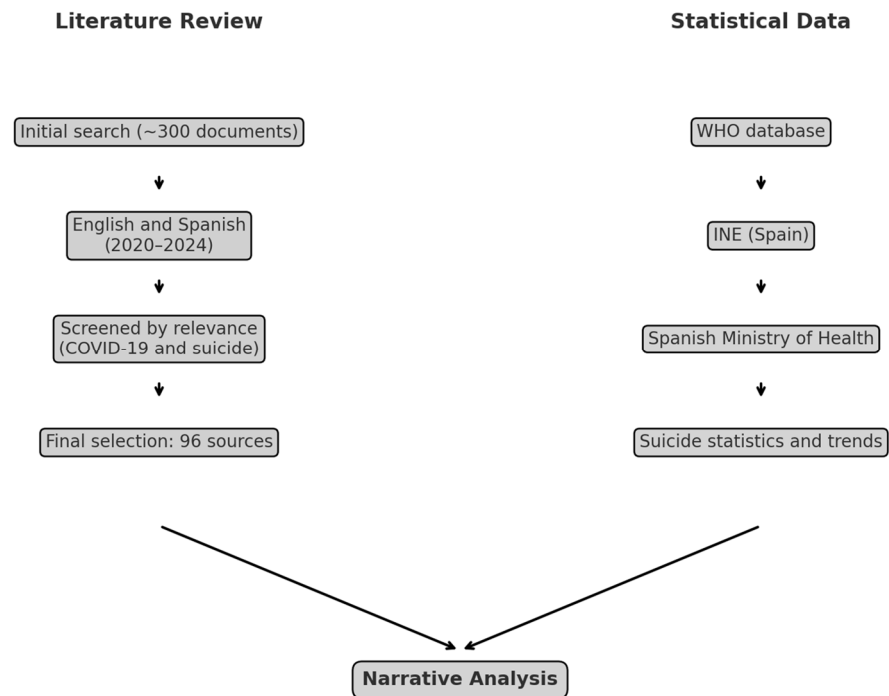 Literature Review
Statistical Data
Initial search (~300 documents)
WHO database
English and Spanish
(2020–2024)
INE (Spain)
Screened by relevance
(COVID-19 and suicide)
Spanish Ministry of Health
Final selection: 96 sources
Suicide statistics and trends
Narrative Analysis